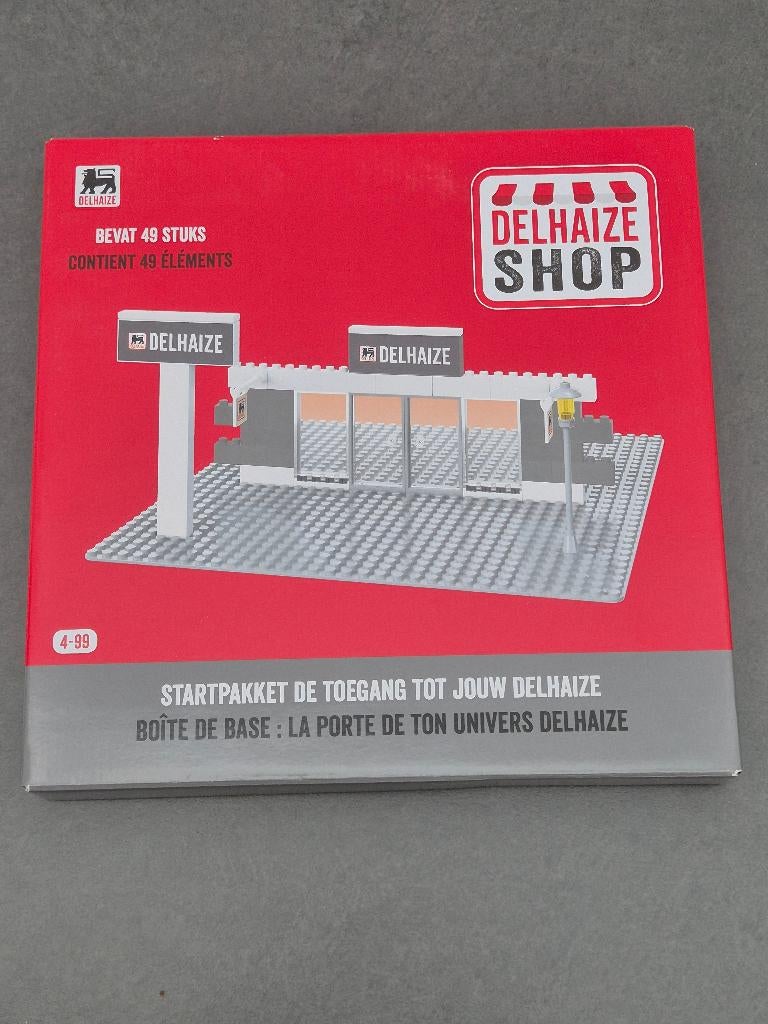 DELHAIZE
BEVAT 49 STUKS
CONTIENT 49 ÉLÉMENTS
DELHAIZE
SHOP
DELHAIZE
DELHAIZE
4-99
STARTPAKKET DE TOEGANG TOT JOUW DELHAIZE
BOÎTE DE BASE : LA PORTE DE TON UNIVERS DELHAIZE